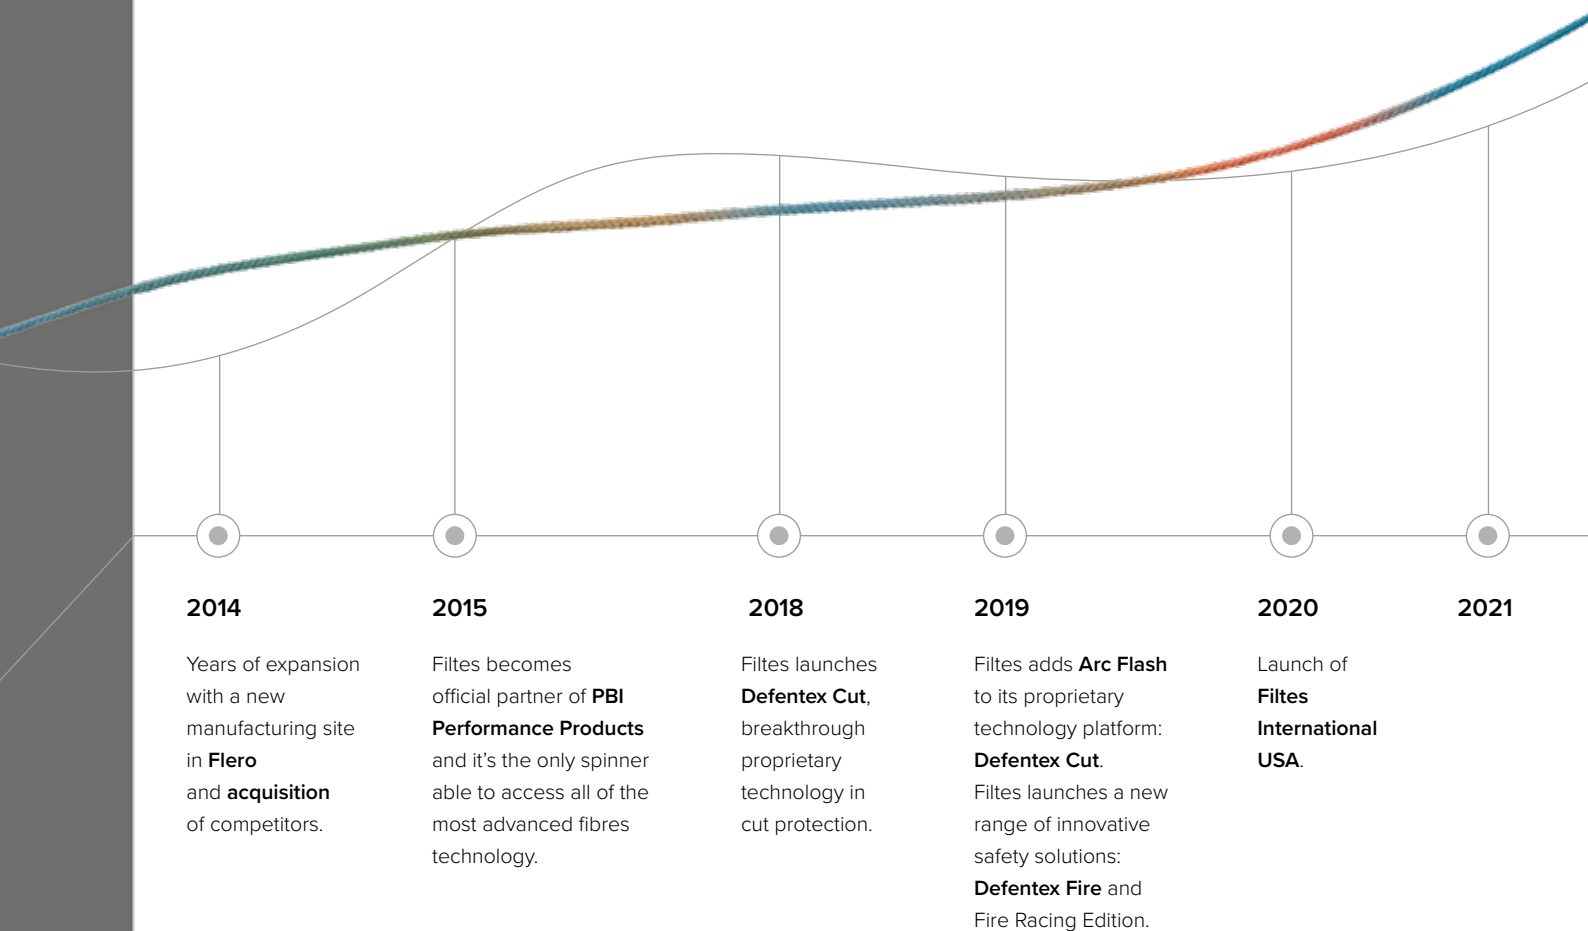 2014
Years of expansion
with a new
manufacturing site
in Flero
and acquisition
of competitors.
2015
Filtes becomes
official partner of PBI
Performance Products
and it’s the only spinner
able to access all of the
most advanced fibres
technology.
2018
Filtes launches
Defentex Cut,
breakthrough
proprietary
technology in
cut protection.
2019
Filtes adds Arc Flash
to its proprietary
technology platform:
Defentex Cut.
Filtes launches a new
range of innovative
safety solutions:
Defentex Fire and
Fire Racing Edition.
2020
Launch of
Filtes
International
USA.
2021